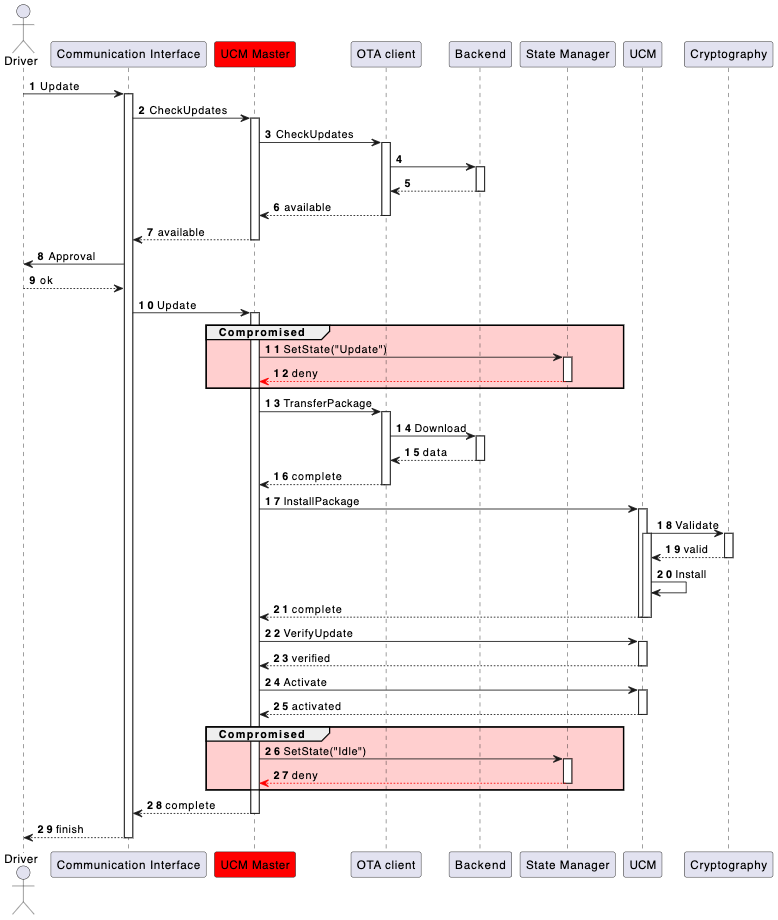 Driver
Communication Interface
UCM Master
OTA client
Backend
State Manager
UCM
Cryptography
1 Update
2 CheckUpdates
3 CheckUpdates
4
5
6 available
7 available
8 Approval
9 ok
10 Update
Compromised
11 SetState("Update")
12 deny
13 TransferPackage
14 Download
15 data
16 complete
17 InstallPackage
18 Validate
19 valid
20 Install
21 complete
22 VerifyUpdate
23 verified
24 Activate
25 activated
Compromised
26 SetState("Idle")
27 deny
28 complete
29 finish
Driver
Communication Interface
UCM Master
OTA client
Backend
State Manager
UCM
Cryptography